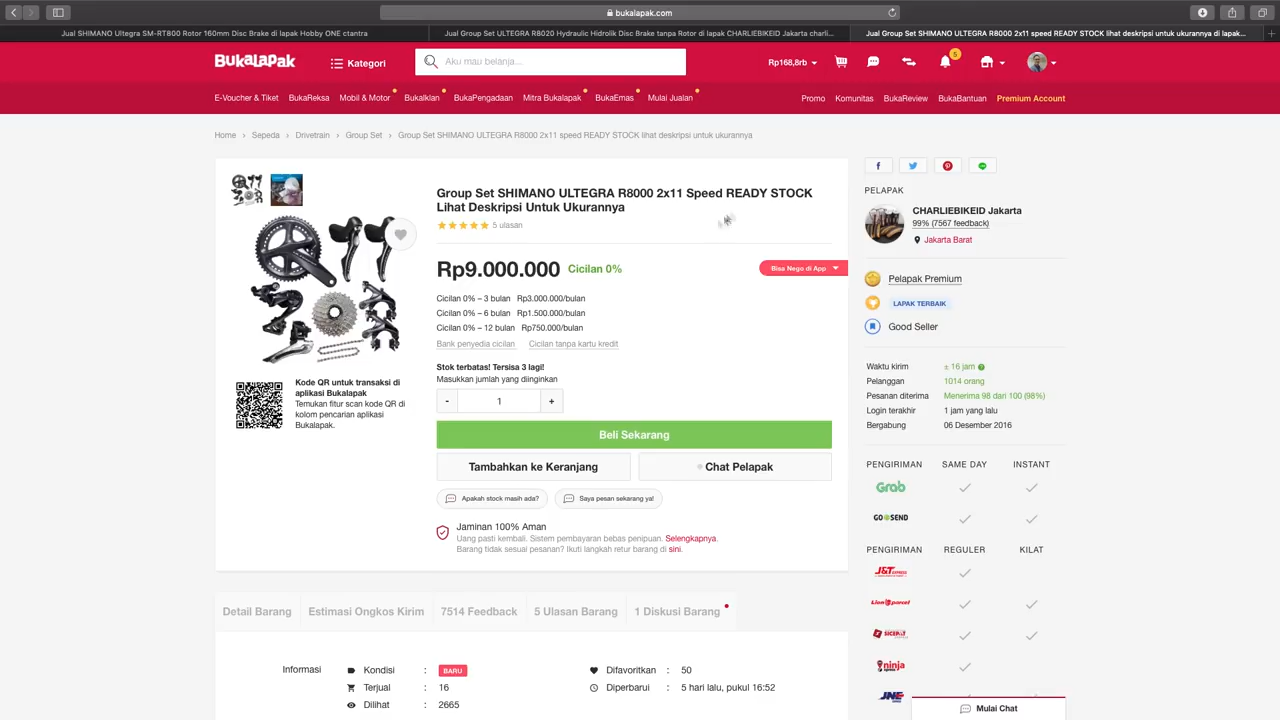 bukalapak.com
Jual SHIMANO Ultegra SM-RT800 Rotor 160mm Disc Brake di lapak Hobby ONE ctantra
Jual Group Set ULTEGRA R8020 Hydraulic Hidrolik Disc Brake tanpa Rotor di lapak CHARLIEBIKEID Jakarta charli...
Jual Group Set SHIMANO ULTEGRA R8000 2x11 speed READY STOCK lihat deskripsi untuk ukurannya di lapak...
BukaLapak
Kategori
Aku mau belanja...
Rp168,8rb
5
E-Voucher & Tiket
BukaReksa
Mobil & Motor
BukaIklan
BukaPengadaan
Mitra Bukalapak
BukaEmas
Mulai Jualan
Promo
Komunitas
BukaReview
BukaBantuan
Premium Account
Home › Sepeda › Drivetrain › Group Set › Group Set SHIMANO ULTEGRA R8000 2x11 speed READY STOCK lihat deskripsi untuk ukurannya
Group Set SHIMANO ULTEGRA R8000 2x11 Speed READY STOCK
Lihat Deskripsi Untuk Ukurannya
5 ulasan
Rp9.000.000 Cicilan 0%
Bisa Nego di App
Cicilan 0% – 3 bulan Rp3.000.000/bulan
Cicilan 0% – 6 bulan Rp1.500.000/bulan
Cicilan 0% – 12 bulan Rp750.000/bulan
Bank penyedia cicilan Cicilan tanpa kartu kredit
Stok terbatas! Tersisa 3 lagi!
Masukkan jumlah yang diinginkan
- 1 +
Beli Sekarang
Tambahkan ke Keranjang
Chat Pelapak
Apakah stock masih ada?
Saya pesan sekarang ya!
Jaminan 100% Aman
Uang pasti kembali. Sistem pembayaran bebas penipuan. Selengkapnya.
Barang tidak sesuai pesanan? Ikuti langkah retur barang di sini.
Kode QR untuk transaksi di
aplikasi Bukalapak
Temukan fitur scan kode QR di
kolom pencarian aplikasi
Bukalapak.
PELAPAK
CHARLIEBIKEID Jakarta
99% (7567 feedback)
Jakarta Barat
Pelapak Premium
LAPAK TERBAIK
Good Seller
Waktu kirim ± 16 jam
Pelanggan 1014 orang
Pesanan diterima Menerima 98 dari 100 (98%)
Login terakhir 1 jam yang lalu
Bergabung 06 Desember 2016
PENGIRIMAN SAME DAY INSTANT
Grab
GO SEND
PENGIRIMAN REGULER KILAT
J&T EXPRESS
Lion parcel
SICEPAT
ninja
JNE
Mulai Chat
Detail Barang
Estimasi Ongkos Kirim
7514 Feedback
5 Ulasan Barang
1 Diskusi Barang
Informasi
Kondisi : BARU
Terjual : 16
Dilihat : 2665
Difavoritkan : 50
Diperbarui : 5 hari lalu, pukul 16:52